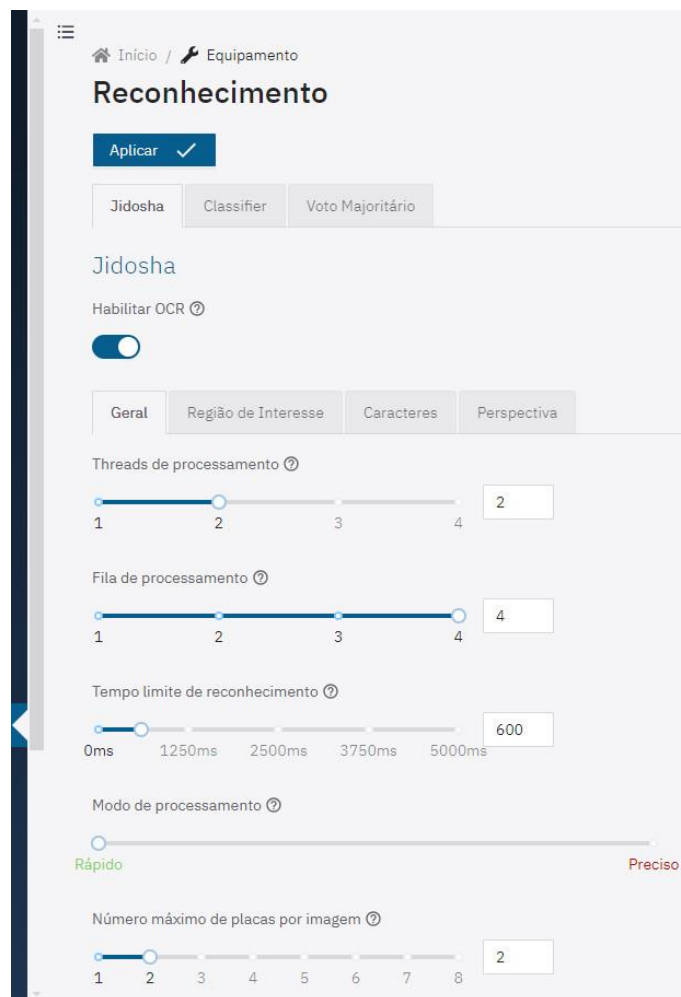 Início / Equipamento
Reconhecimento
Aplicar
Jidosha Classifier Voto Majoritário
Jidosha
Habilitar OCR
Geral Região de Interesse Caracteres Perspectiva
Threads de processamento
2
1 2 3 4
Fila de processamento
4
1 2 3 4
Tempo limite de reconhecimento
600
0ms 1250ms 2500ms 3750ms 5000ms
Modo de processamento
Rápido Preciso
Número máximo de placas por imagem
2
1 2 3 4 5 6 7 8